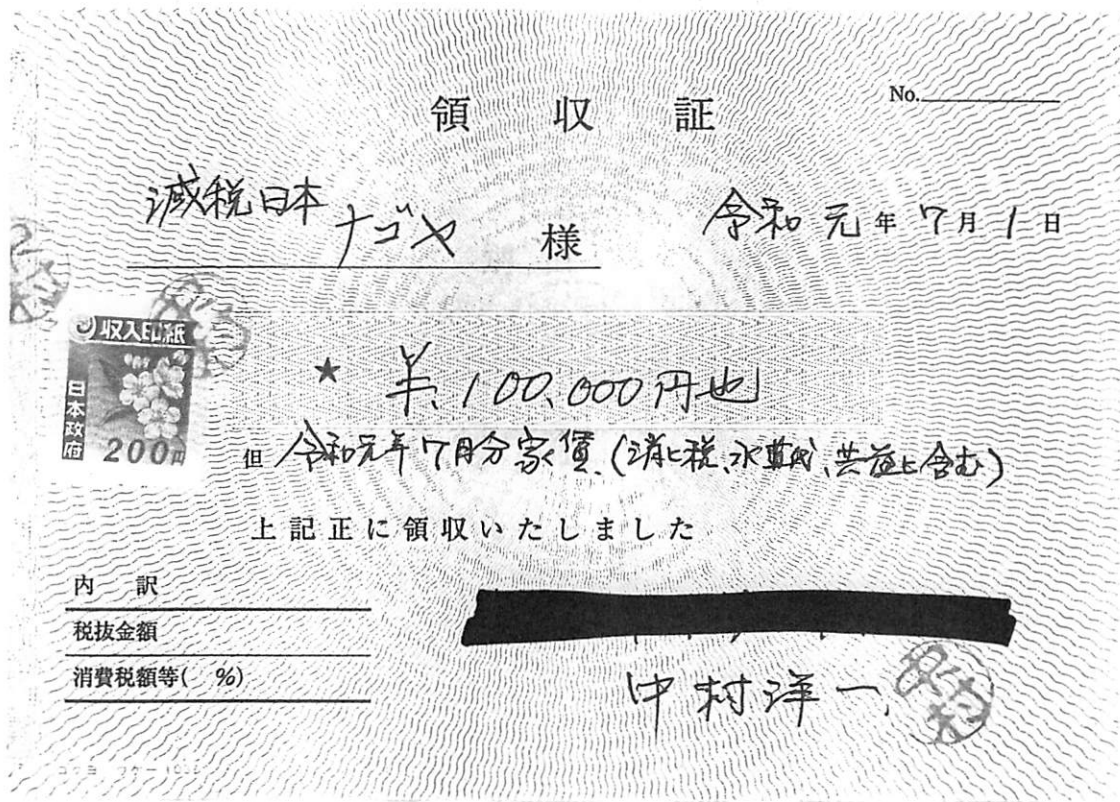 領 収 証
No.
減税日本
ナゴヤ 様
令和 元 年 7 月 1 日
収入印紙
日本政府
200円
★ ¥.100,000円也
但 令和元年7月分家賃(消ヒ税、水道代、共益ヒ含む)
上記正に領収いたしました
内 訳
税抜金額
消費税額等( %)
中村洋一